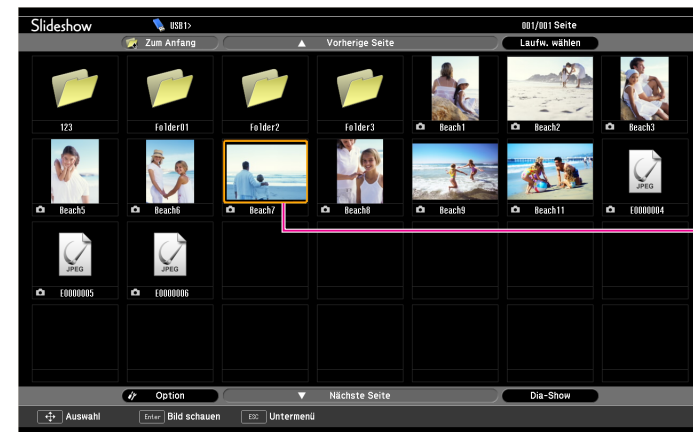 Slideshow USB1> 001/001 Seite
Zum Anfang ▲ Vorherige Seite Laufw. wählen
123 Folder01 Folder2 Folder3 Beach1 Beach2 Beach3
JPEG
Beach5 Beach6 Beach7 Beach8 Beach9 Beach11 E0000004
JPEG JPEG
E0000005 E0000006
Option ▼ Nächste Seite Dia-Show
Auswahl Enter Bild schauen ESC Untermenü